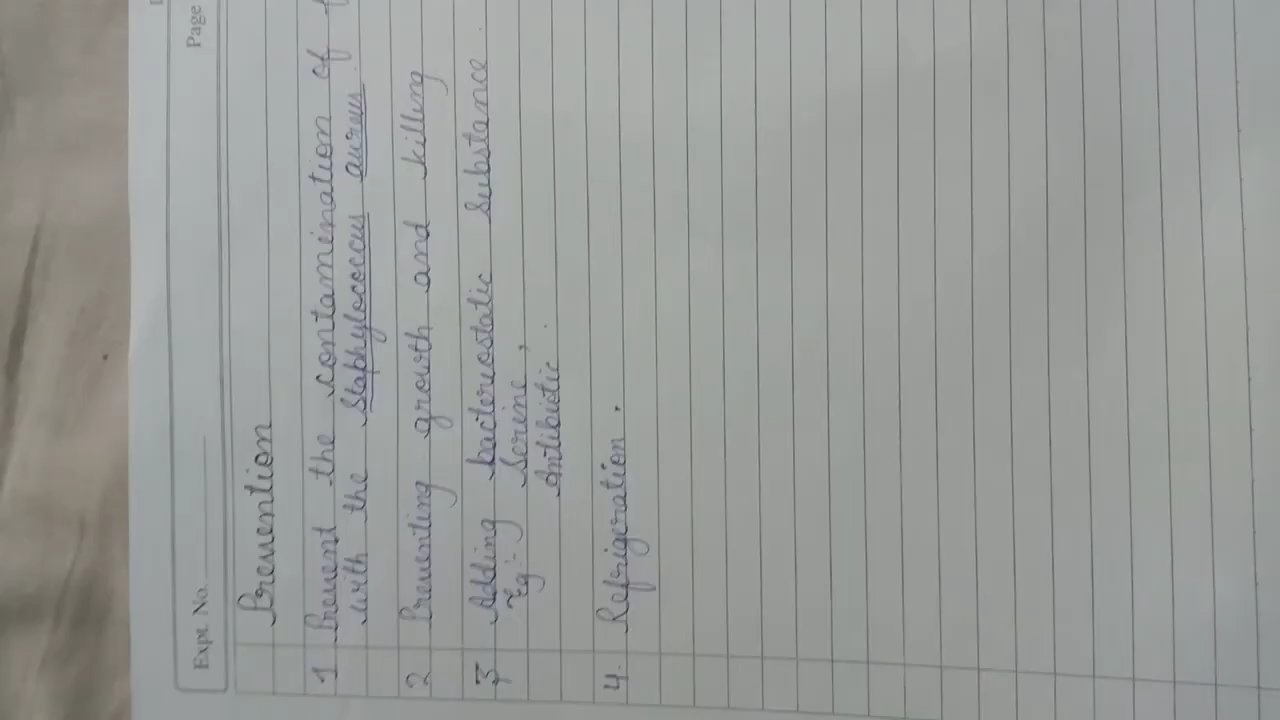 Expt. No.
Page
Prevention
1 Prevent the contamination of
with the Staphylococcus aureus.
2 Preventing growth and killing
3 Adding bacteriostatic substance.
Eg:- Serine,
Antibiotic.
4. Refrigeration.